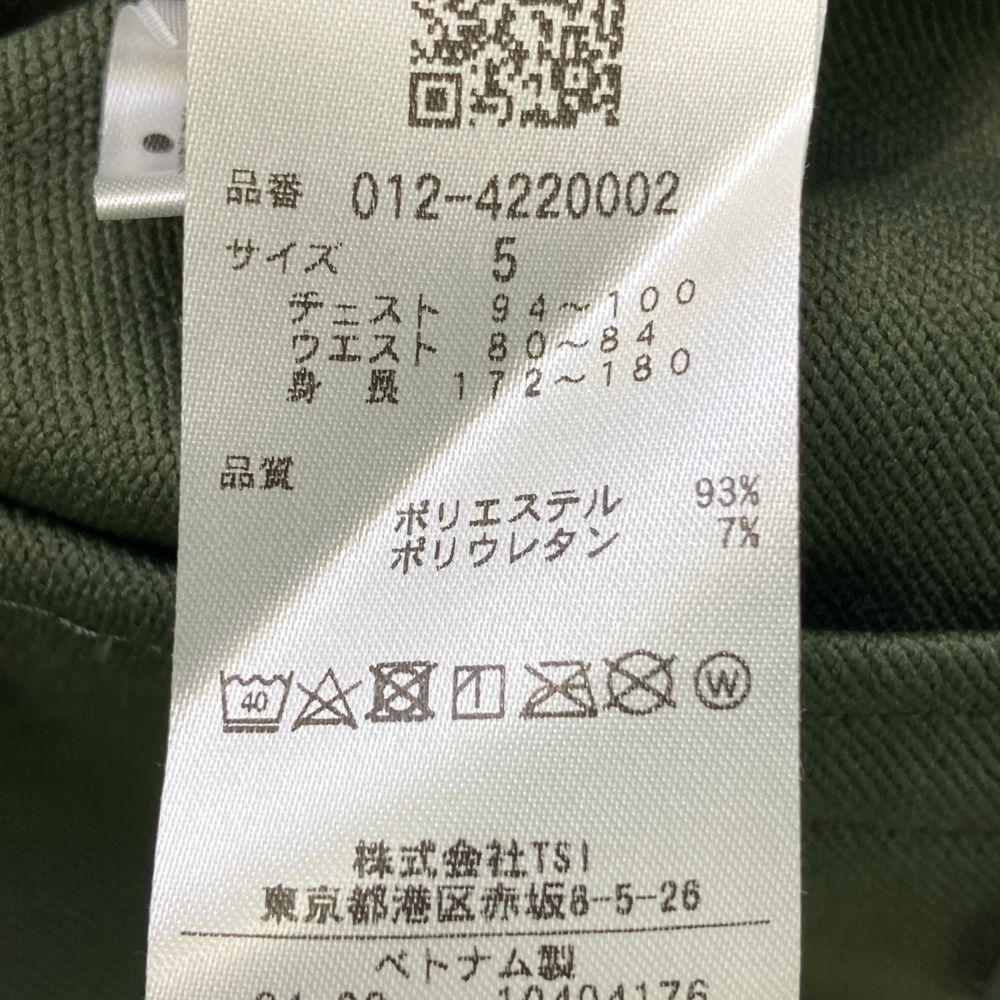 品番 012-4220002
サイズ 5
チェスト 94～100
ウエスト 80～84
身長 172～180
品質
ポリエステル 93%
ポリウレタン 7%
40
W
株式会社TSI
東京都港区赤坂8-5-26
ベトナム製
10404176